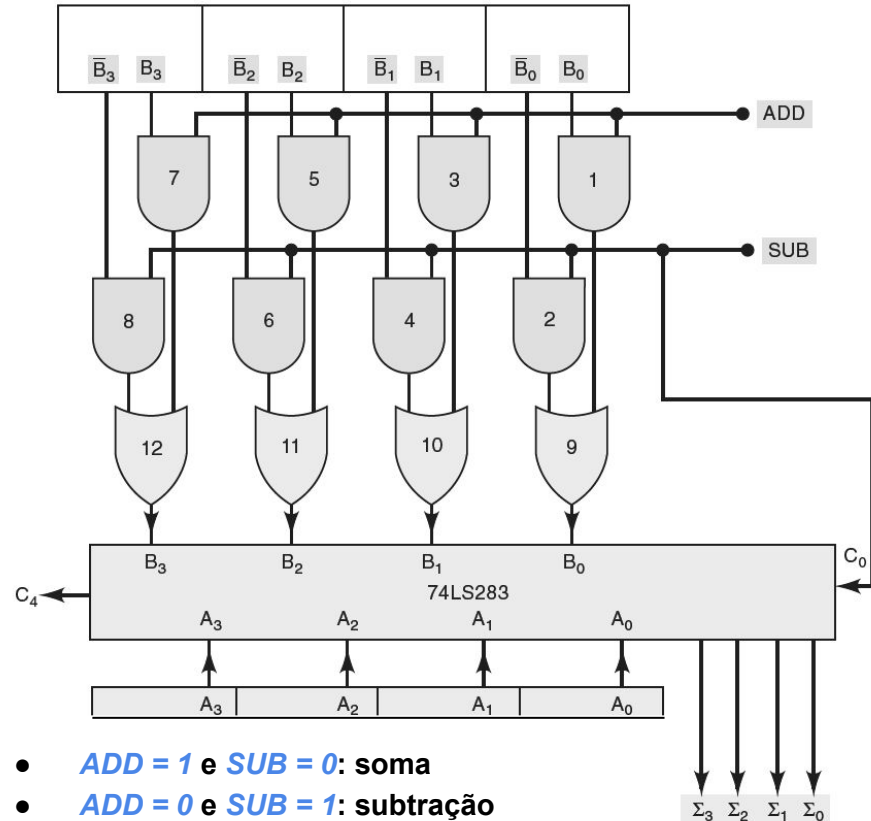 B̅₃ B₃ B̅₂ B₂ B̅₁ B₁ B̅₀ B₀
ADD
7 5 3 1
SUB
8 6 4 2
12 11 10 9
B₃ B₂ B₁ B₀ C₀
C₄ 74LS283
A₃ A₂ A₁ A₀
A₃ A₂ A₁ A₀
● ADD = 1 e SUB = 0: soma
● ADD = 0 e SUB = 1: subtração
Σ₃ Σ₂ Σ₁ Σ₀